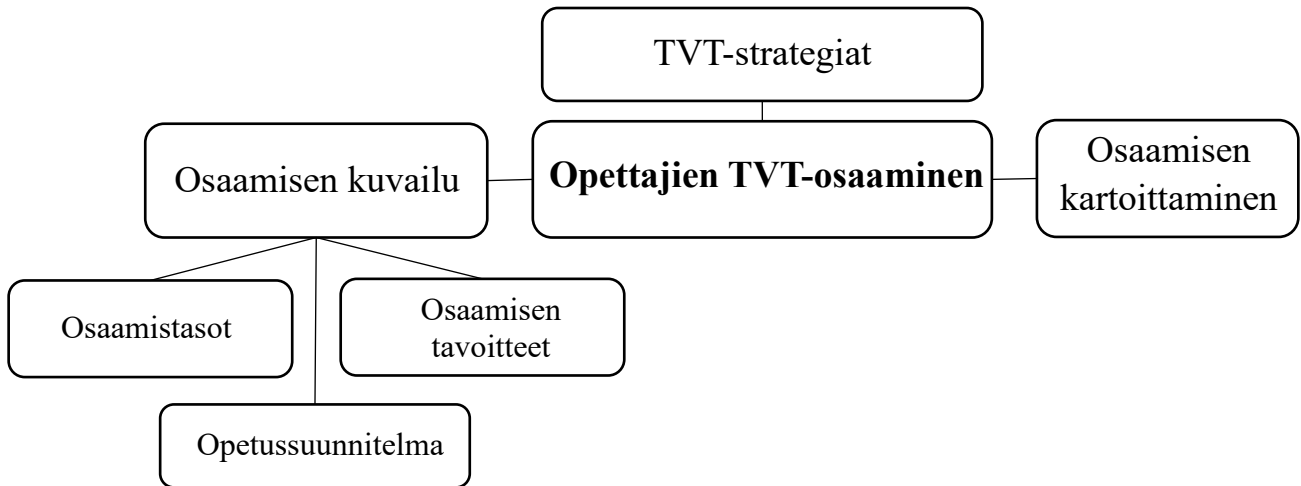 TVT-strategiat
Osaamisen kuvailu
Opettajien TVT-osaaminen
Osaamisen
kartoittaminen
Osaamistasot
Osaamisen
tavoitteet
Opetussuunnitelma